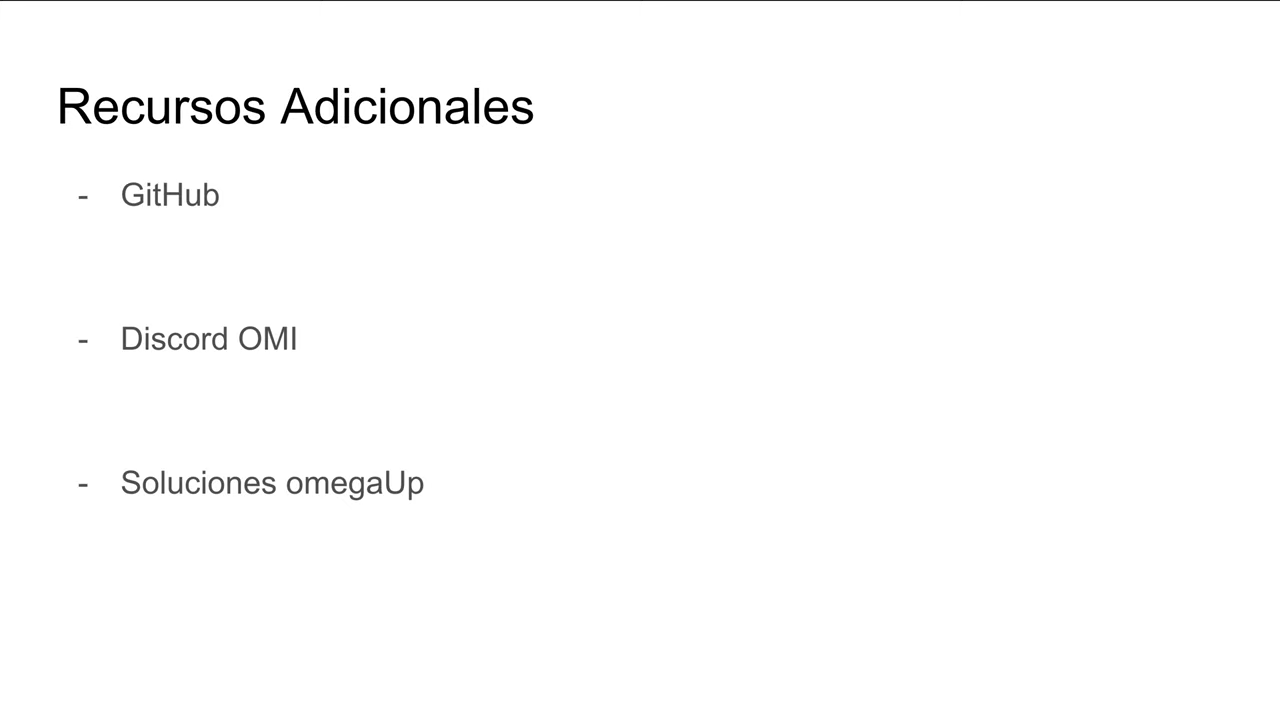 Recursos Adicionales
- GitHub
- Discord OMI
- Soluciones omegaUp